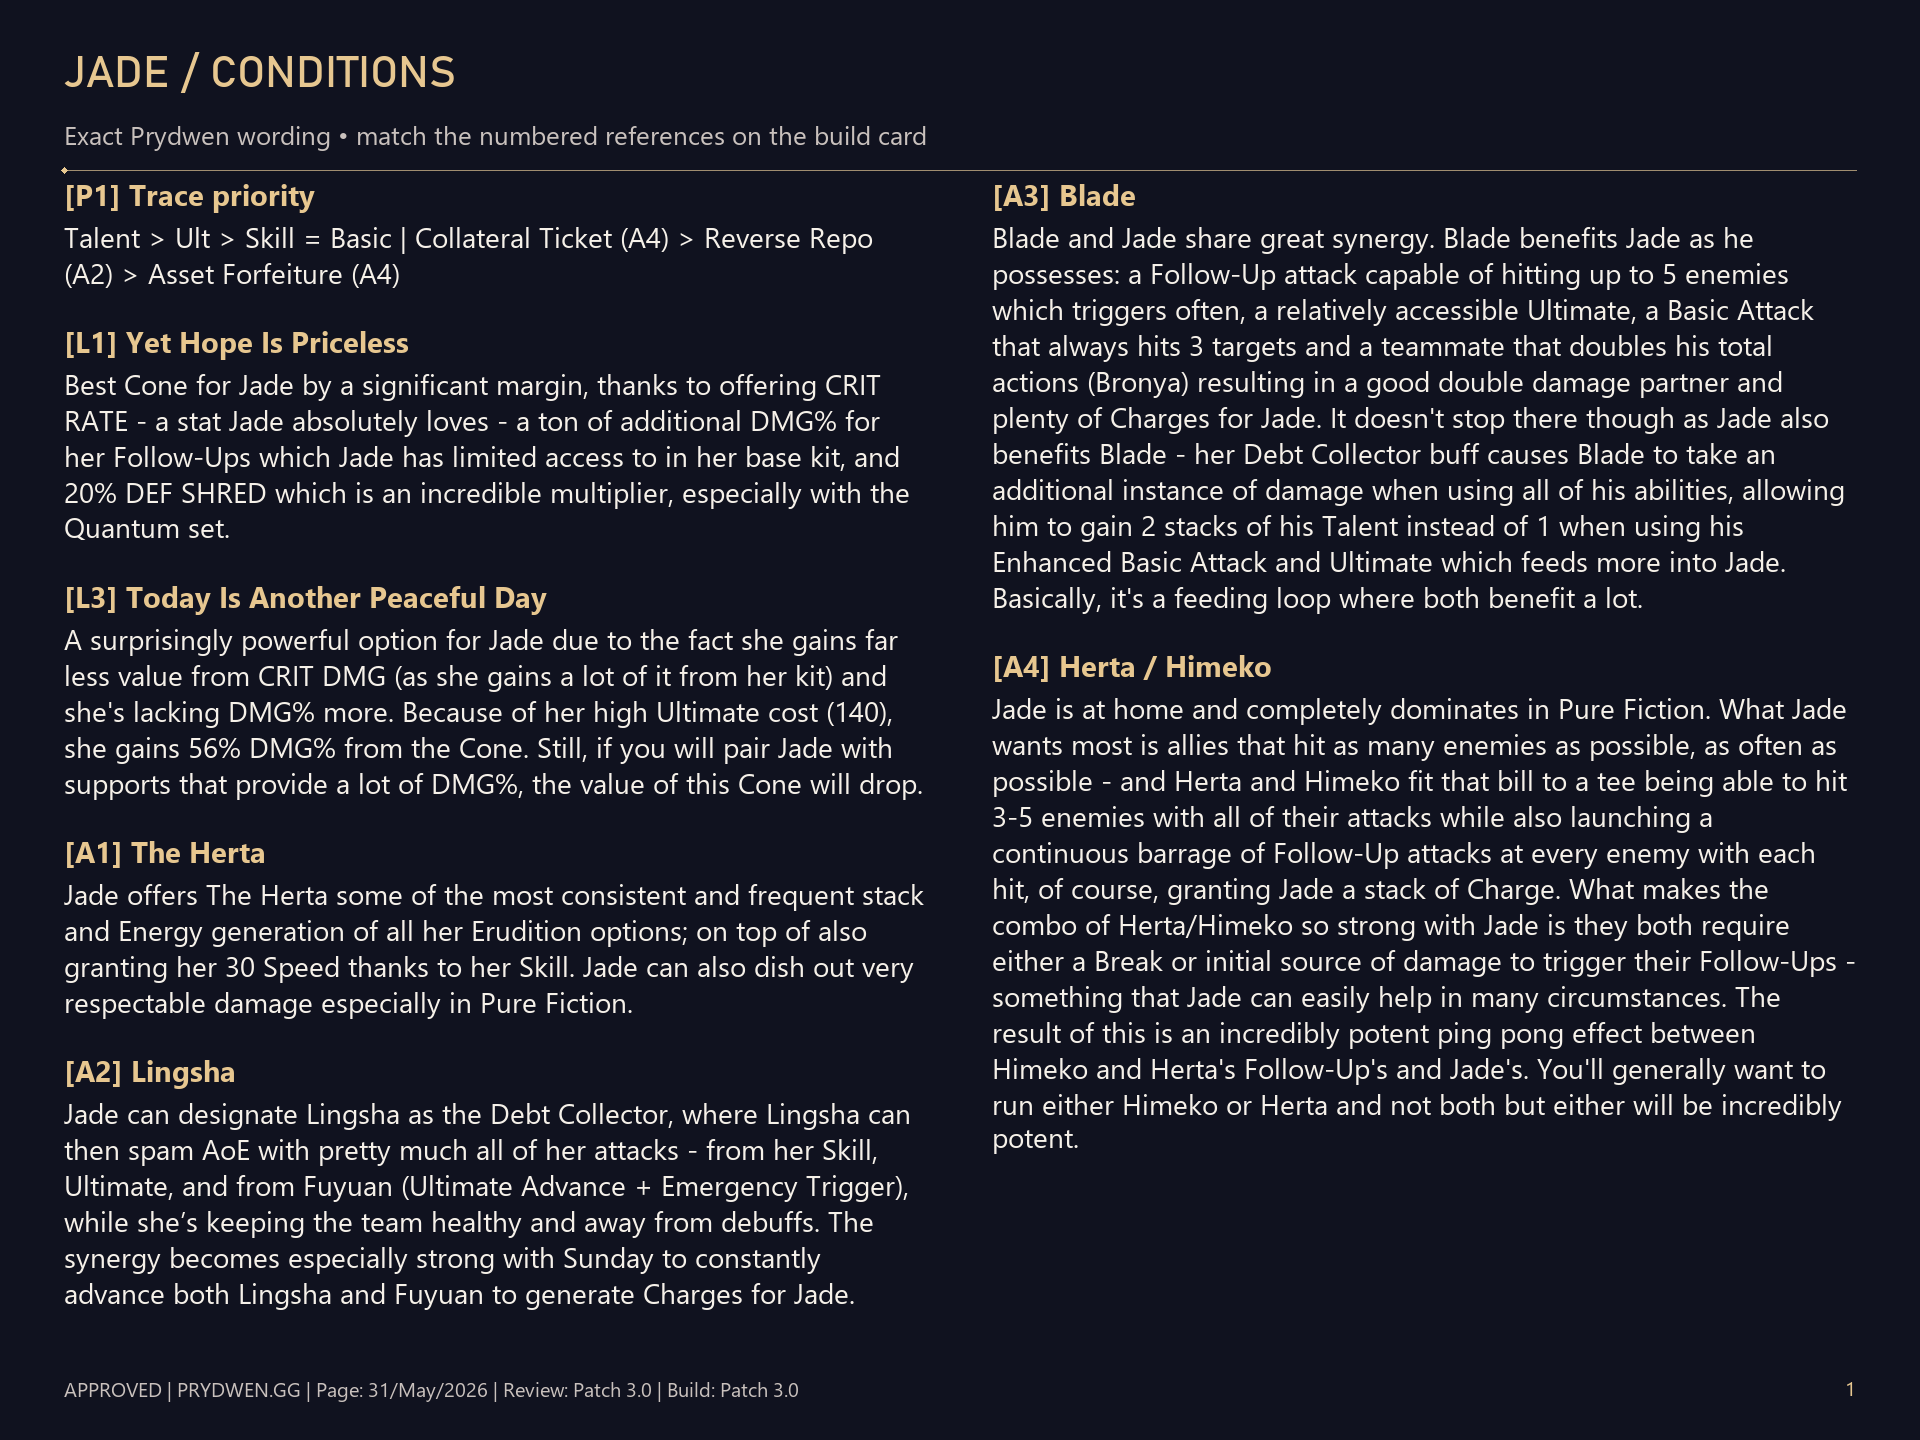 JADE / CONDITIONS
Exact Prydwen wording • match the numbered references on the build card
[P1] Trace priority
Talent > Ult > Skill = Basic | Collateral Ticket (A4) > Reverse Repo
(A2) > Asset Forfeiture (A4)
[L1] Yet Hope Is Priceless
Best Cone for Jade by a significant margin, thanks to offering CRIT
RATE - a stat Jade absolutely loves - a ton of additional DMG% for
her Follow-Ups which Jade has limited access to in her base kit, and
20% DEF SHRED which is an incredible multiplier, especially with the
Quantum set.
[L3] Today Is Another Peaceful Day
A surprisingly powerful option for Jade due to the fact she gains far
less value from CRIT DMG (as she gains a lot of it from her kit) and
she's lacking DMG% more. Because of her high Ultimate cost (140),
she gains 56% DMG% from the Cone. Still, if you will pair Jade with
supports that provide a lot of DMG%, the value of this Cone will drop.
[A1] The Herta
Jade offers The Herta some of the most consistent and frequent stack
and Energy generation of all her Erudition options; on top of also
granting her 30 Speed thanks to her Skill. Jade can also dish out very
respectable damage especially in Pure Fiction.
[A2] Lingsha
Jade can designate Lingsha as the Debt Collector, where Lingsha can
then spam AoE with pretty much all of her attacks - from her Skill,
Ultimate, and from Fuyuan (Ultimate Advance + Emergency Trigger),
while she’s keeping the team healthy and away from debuffs. The
synergy becomes especially strong with Sunday to constantly
advance both Lingsha and Fuyuan to generate Charges for Jade.
[A3] Blade
Blade and Jade share great synergy. Blade benefits Jade as he
possesses: a Follow-Up attack capable of hitting up to 5 enemies
which triggers often, a relatively accessible Ultimate, a Basic Attack
that always hits 3 targets and a teammate that doubles his total
actions (Bronya) resulting in a good double damage partner and
plenty of Charges for Jade. It doesn't stop there though as Jade also
benefits Blade - her Debt Collector buff causes Blade to take an
additional instance of damage when using all of his abilities, allowing
him to gain 2 stacks of his Talent instead of 1 when using his
Enhanced Basic Attack and Ultimate which feeds more into Jade.
Basically, it's a feeding loop where both benefit a lot.
[A4] Herta / Himeko
Jade is at home and completely dominates in Pure Fiction. What Jade
wants most is allies that hit as many enemies as possible, as often as
possible - and Herta and Himeko fit that bill to a tee being able to hit
3-5 enemies with all of their attacks while also launching a
continuous barrage of Follow-Up attacks at every enemy with each
hit, of course, granting Jade a stack of Charge. What makes the
combo of Herta/Himeko so strong with Jade is they both require
either a Break or initial source of damage to trigger their Follow-Ups -
something that Jade can easily help in many circumstances. The
result of this is an incredibly potent ping pong effect between
Himeko and Herta's Follow-Up's and Jade's. You'll generally want to
run either Himeko or Herta and not both but either will be incredibly
potent.
APPROVED | PRYDWEN.GG | Page: 31/May/2026 | Review: Patch 3.0 | Build: Patch 3.0
1